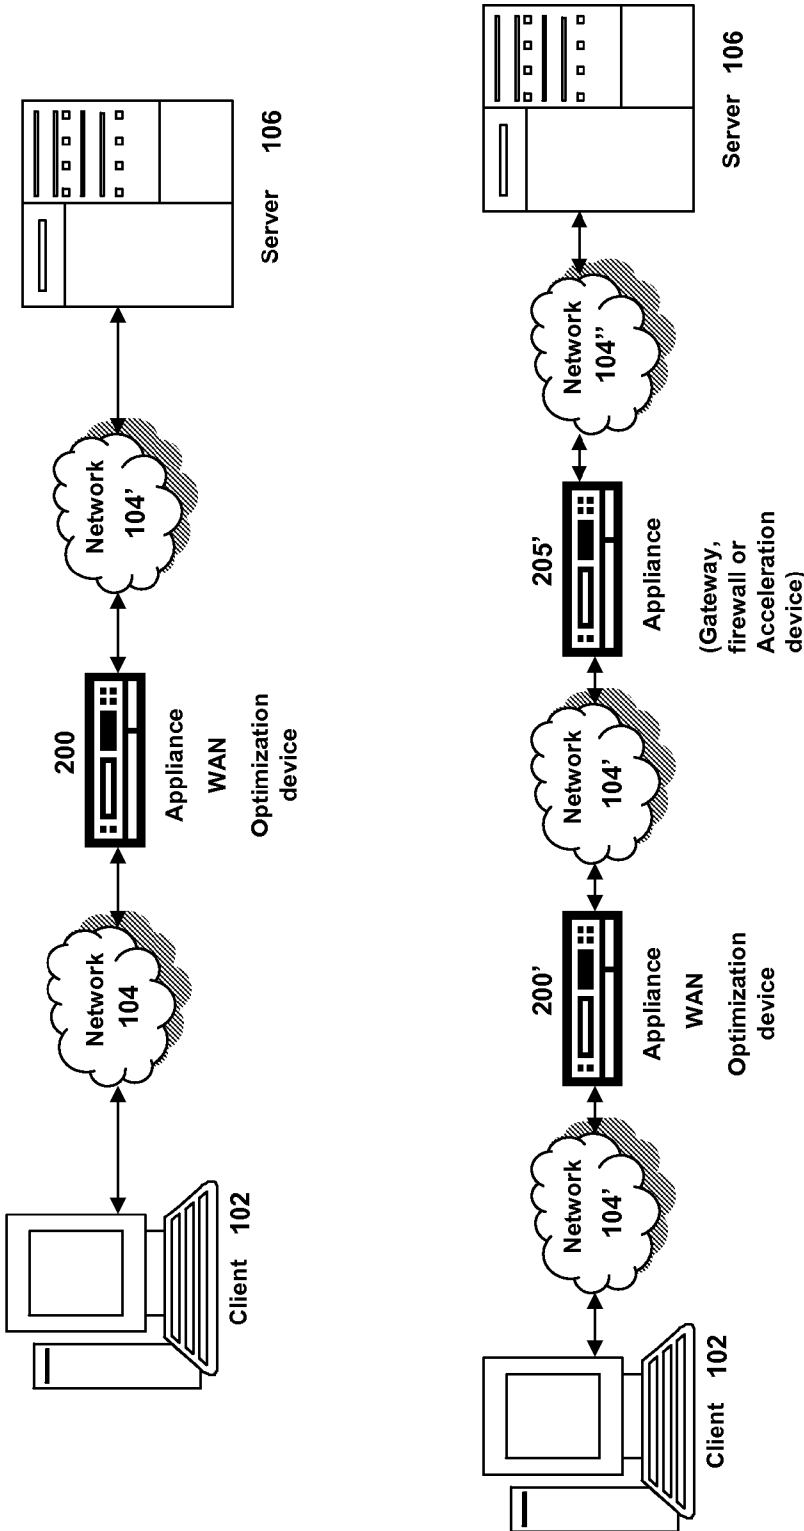 Client 102
Network
104
200
Appliance
WAN
Optimization
device
Network
104’
Server 106
Client 102
Network
104’
200’
Appliance
WAN
Optimization
device
Network
104’
205’
Appliance
(Gateway,
firewall or
Acceleration
device)
Network
104’’
Server 106